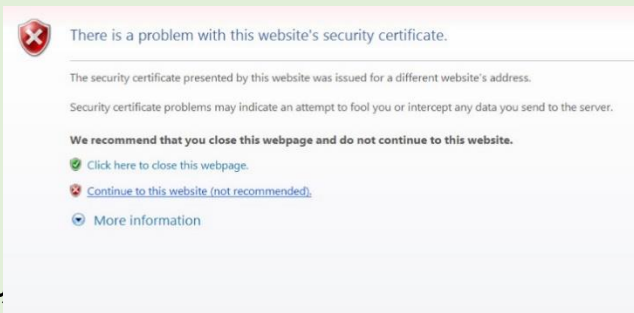 There is a problem with this website's security certificate.
The security certificate presented by this website was issued for a different website's address.
Security certificate problems may indicate an attempt to fool you or intercept any data you send to the server.
We recommend that you close this webpage and do not continue to this website.
Click here to close this webpage.
Continue to this website (not recommended).
More information